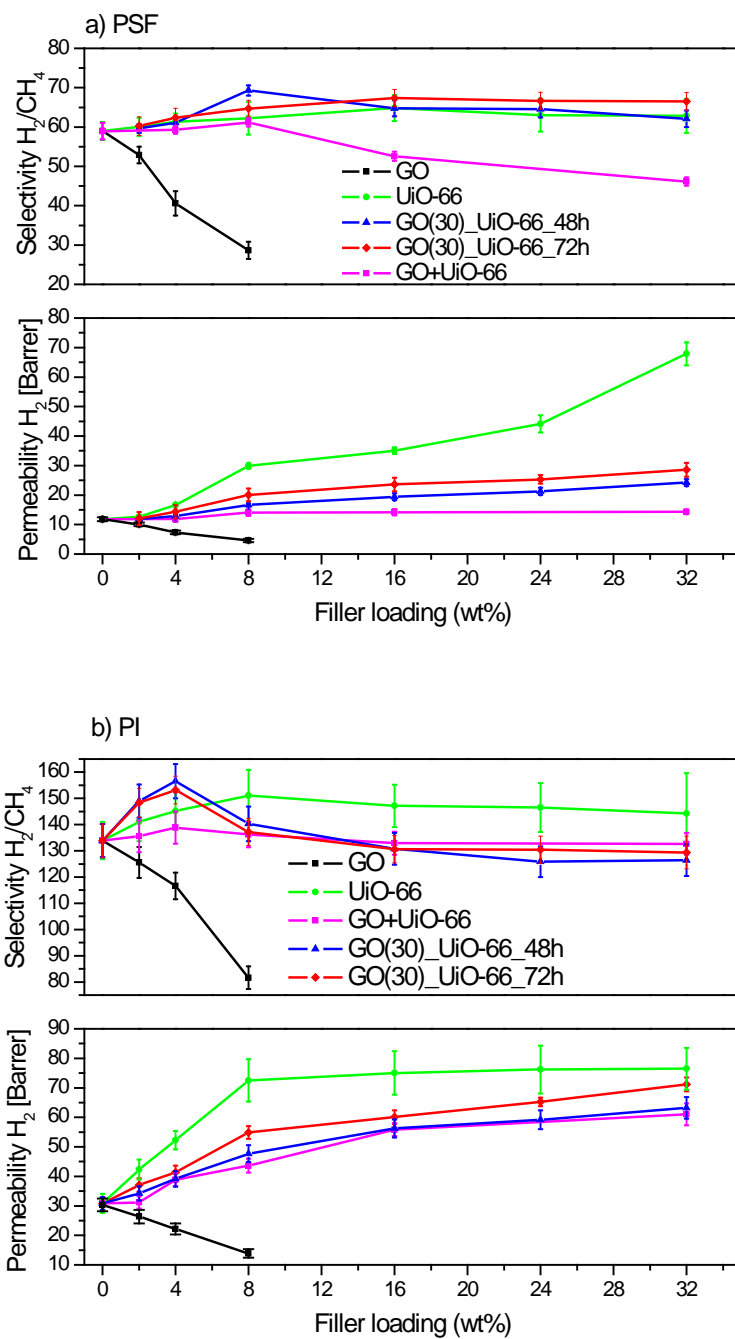 a) PSF
80
70
60
50
40
30
20
Selectivity H₂/CH₄
GO
UiO-66
GO(30)_UiO-66_48h
GO(30)_UiO-66_72h
GO+UiO-66
80
70
60
50
40
30
20
10
0
Permeability H₂ [Barrer]
0 4 8 12 16 20 24 28 32
Filler loading (wt%)
b) PI
160
150
140
130
120
110
100
90
80
Selectivity H₂/CH₄
GO
UiO-66
GO+UiO-66
GO(30)_UiO-66_48h
GO(30)_UiO-66_72h
90
80
70
60
50
40
30
20
10
Permeability H₂ [Barrer]
0 4 8 12 16 20 24 28 32
Filler loading (wt%)